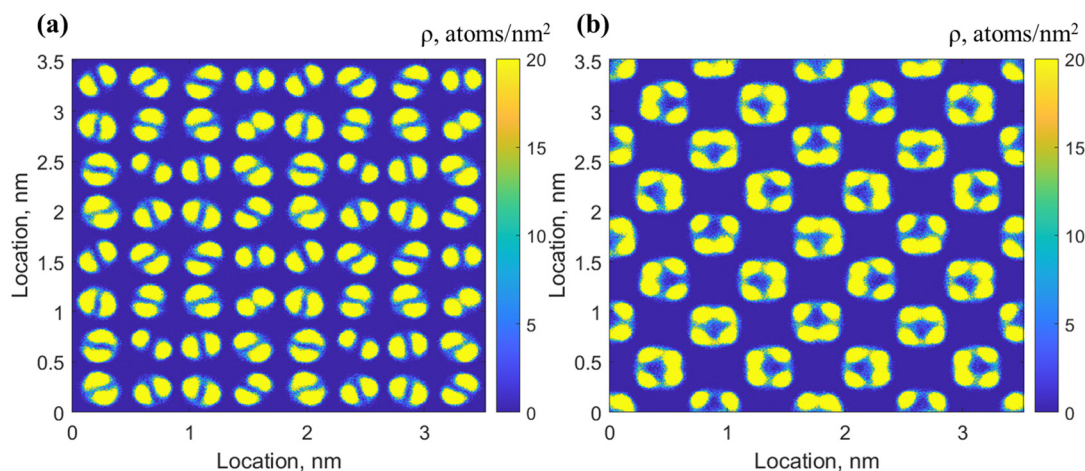 (a)
ρ, atoms/nm²
3.5
3
2.5
2
1.5
1
0.5
0
Location, nm
0 1 2 3
Location, nm
20
15
10
5
0
(b)
ρ, atoms/nm²
3.5
3
2.5
2
1.5
1
0.5
0
Location, nm
0 1 2 3
Location, nm
20
15
10
5
0